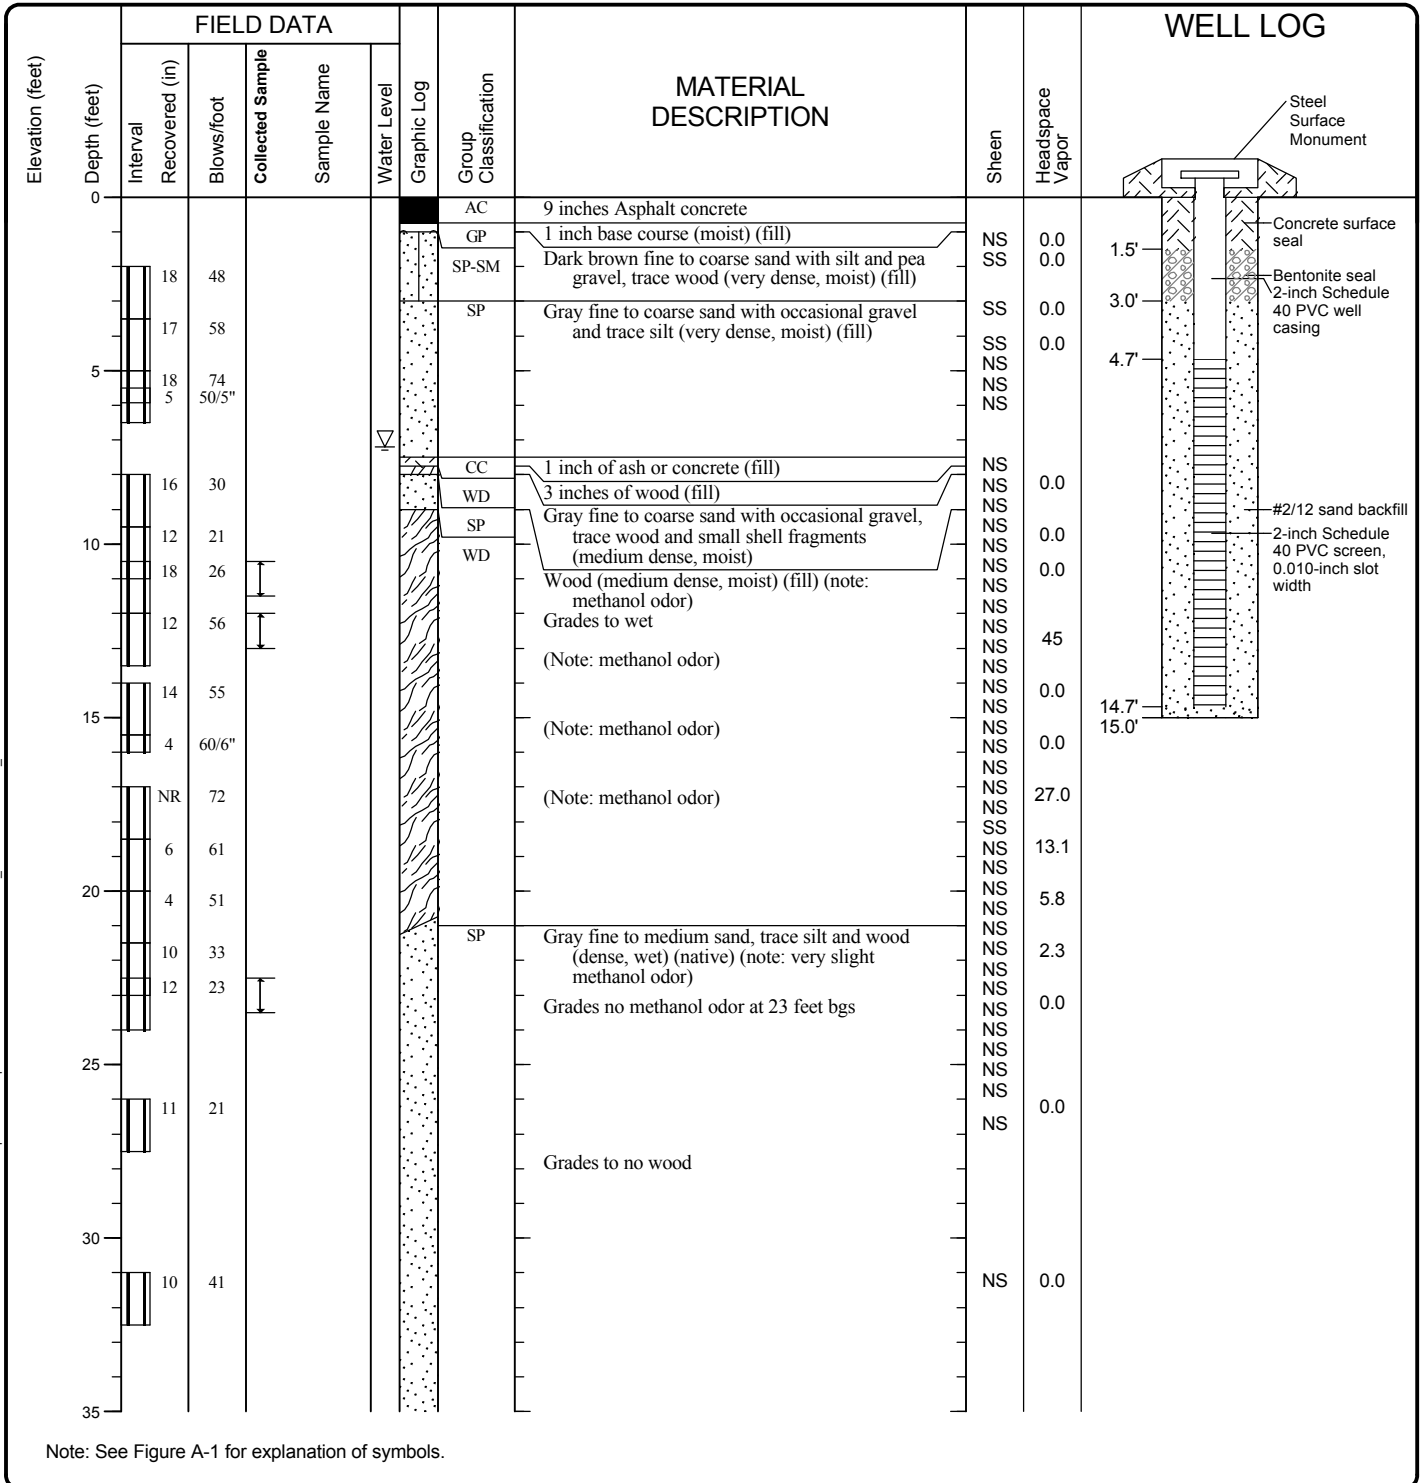 FIELD DATA
WELL LOG
Elevation (feet)
Depth (feet)
Interval
Recovered (in)
Blows/foot
Collected Sample
Sample Name
Water Level
Graphic Log
Group
Classification
MATERIAL
DESCRIPTION
Sheen
Headspace
Vapor
Steel
Surface
Monument
0
AC 9 inches Asphalt concrete
Concrete surface
seal
GP 1 inch base course (moist) (fill) NS 0.0
1.5'
SP-SM Dark brown fine to coarse sand with silt and pea SS 0.0
gravel, trace wood (very dense, moist) (fill)
18 48
Bentonite seal
2-inch Schedule
40 PVC well
casing
3.0'
SP Gray fine to coarse sand with occasional gravel SS 0.0
and trace silt (very dense, moist) (fill)
17 58
SS 0.0
4.7'
NS
5
18 74
NS
5 50/5"
NS
CC 1 inch of ash or concrete (fill) NS
16 30
NS 0.0
WD 3 inches of wood (fill)
NS
#2/12 sand backfill
SP Gray fine to coarse sand with occasional gravel, NS
trace wood and small shell fragments
(medium dense, moist)
12 21
0.0
2-inch Schedule
40 PVC screen,
0.010-inch slot
width
10
NS
WD
NS
18 26
0.0
Wood (medium dense, moist) (fill) (note: NS
methanol odor)
NS
12 56
Grades to wet NS
45
NS
(Note: methanol odor) NS
14 55
NS 0.0
NS
14.7'
15
15.0'
(Note: methanol odor) NS
4 60/6"
NS 0.0
NS
NS
NR 72
(Note: methanol odor) 27.0
NS
SS
6 61
NS 13.1
NS
20
NS
4 51
5.8
NS
NS
SP Gray fine to medium sand, trace silt and wood
(dense, wet) (native) (note: very slight
methanol odor)
10 33
NS 2.3
NS
12 23
NS
Grades no methanol odor at 23 feet bgs NS 0.0
NS
NS
25
NS
NS
11 21
0.0
NS
Grades to no wood
30
10 41
NS 0.0
35
Note: See Figure A-1 for explanation of symbols.